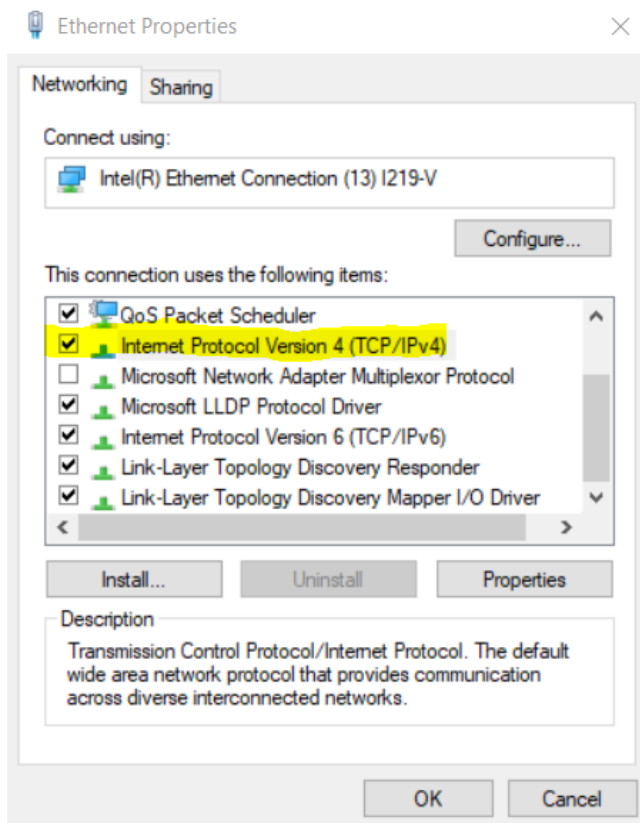 Ethernet Properties
Networking
Sharing
Connect using:
Intel(R) Ethernet Connection (13) I219-V
Configure...
This connection uses the following items:
QoS Packet Scheduler
Internet Protocol Version 4 (TCP/IPv4)
Microsoft Network Adapter Multiplexor Protocol
Microsoft LLDP Protocol Driver
Internet Protocol Version 6 (TCP/IPv6)
Link-Layer Topology Discovery Responder
Link-Layer Topology Discovery Mapper I/O Driver
Install...
Uninstall
Properties
Description
Transmission Control Protocol/Internet Protocol. The default
wide area network protocol that provides communication
across diverse interconnected networks.
OK
Cancel